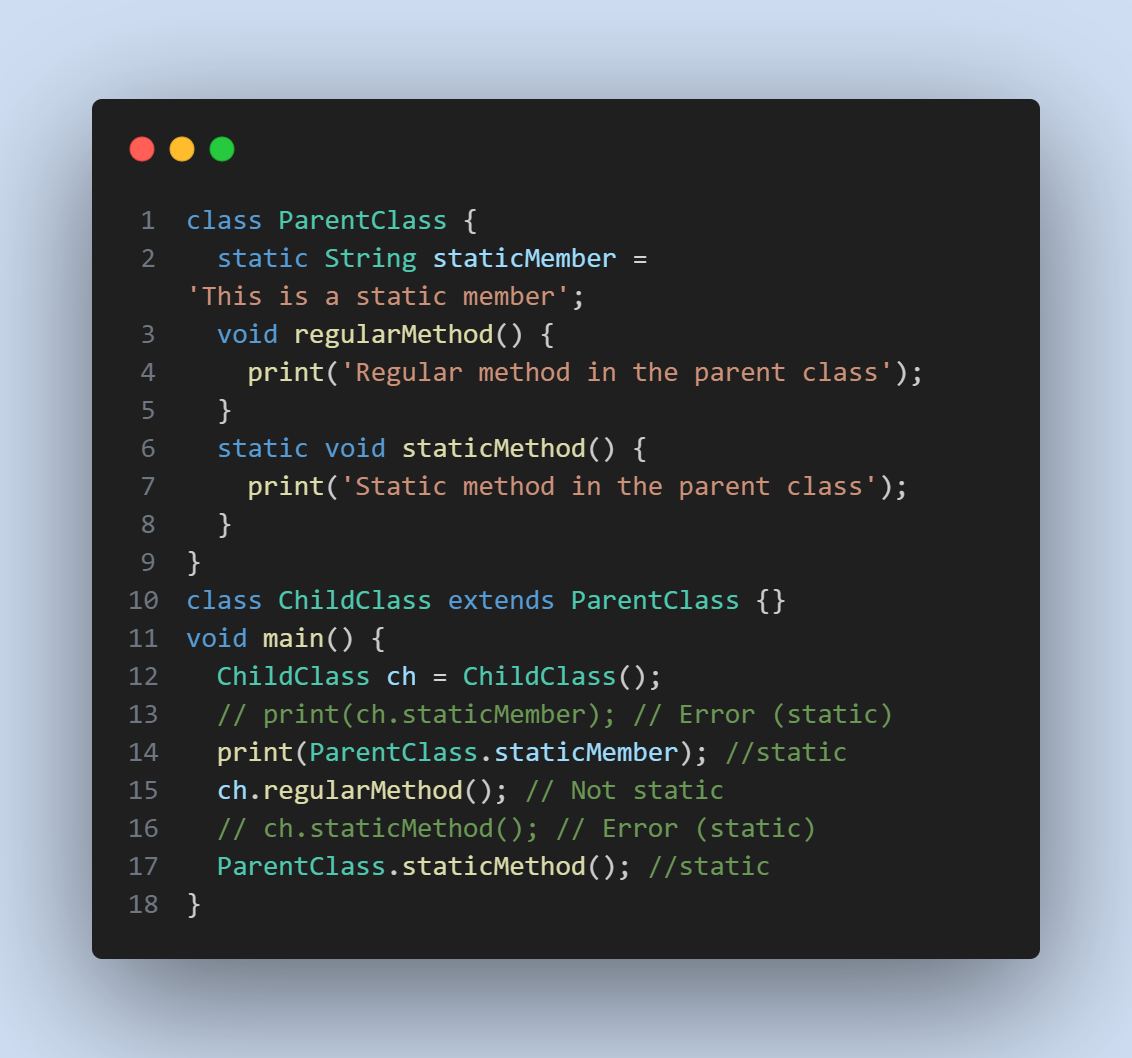 1 class ParentClass {
2   static String staticMember =
'This is a static member';
3   void regularMethod() {
4     print('Regular method in the parent class');
5   }
6   static void staticMethod() {
7     print('Static method in the parent class');
8   }
9 }
10 class ChildClass extends ParentClass {}
11 void main() {
12   ChildClass ch = ChildClass();
13   // print(ch.staticMember); // Error (static)
14   print(ParentClass.staticMember); //static
15   ch.regularMethod(); // Not static
16   // ch.staticMethod(); // Error (static)
17   ParentClass.staticMethod(); //static
18 }